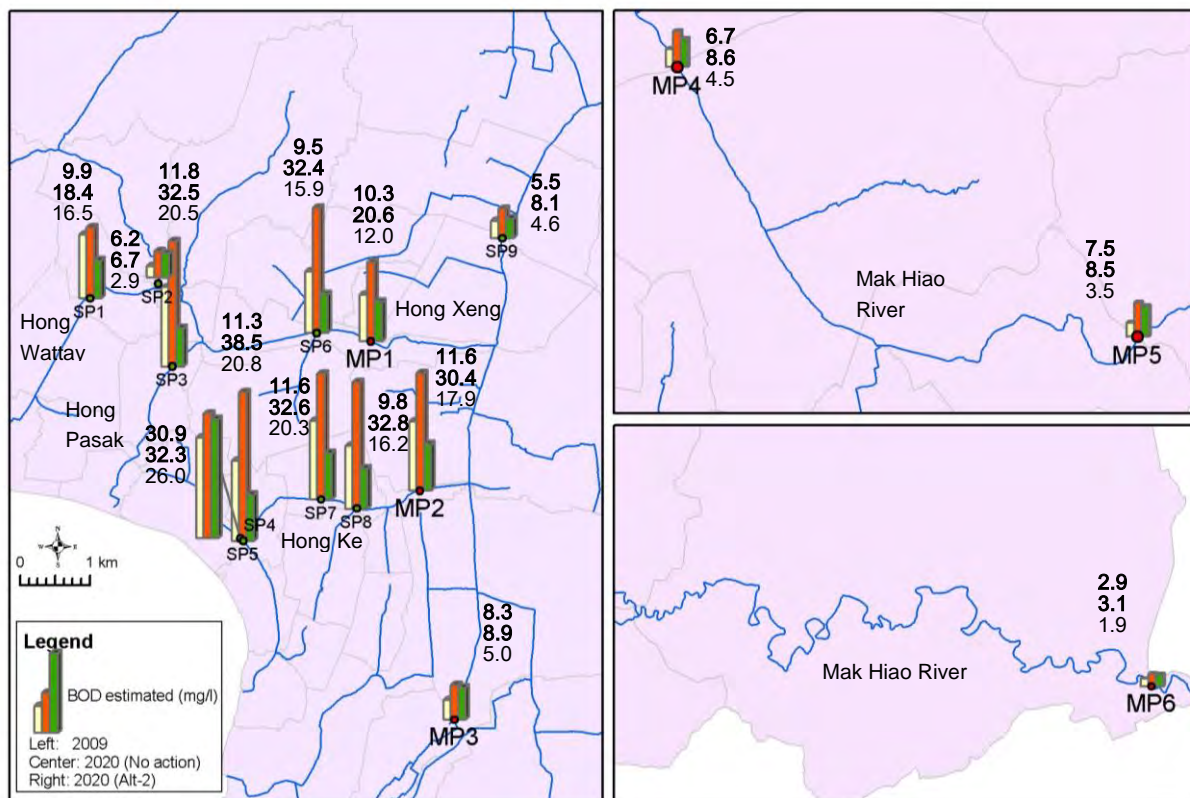 9.9
18.4
16.5
6.2
6.7
2.9
11.8
32.5
20.5
9.5
32.4
15.9
10.3
20.6
12.0
5.5
8.1
4.6
SP1
SP2
SP3
SP6
MP1
SP9
Hong
Wattav
Hong Xeng
11.3
38.5
20.8
Hong
Pasak
30.9
32.3
26.0
11.6
32.6
20.3
9.8
32.8
16.2
11.6
30.4
17.9
SP4
SP5
SP7
SP8
MP2
Hong Ke
N
W
E
S
0
1 km
8.3
8.9
5.0
MP3
Legend
BOD estimated (mg/l)
Left: 2009
Center: 2020 (No action)
Right: 2020 (Alt-2)
6.7
8.6
4.5
MP4
Mak Hiao
River
7.5
8.5
3.5
MP5
2.9
3.1
1.9
Mak Hiao River
MP6